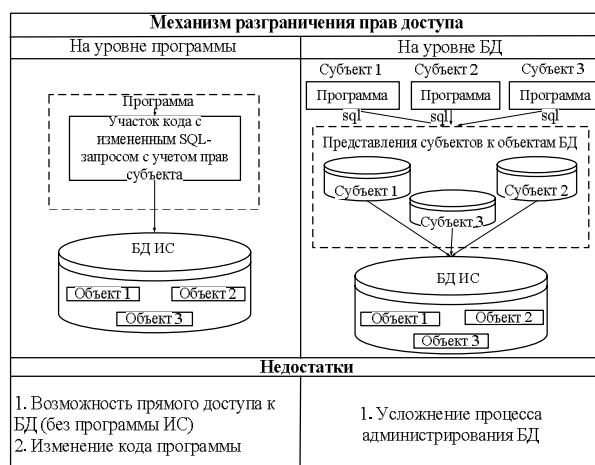 Механизм разграничения прав доступа
На уровне программы
Программа
Участок кода с
измененным SQL-
запросом с учетом прав
субъекта
БД ИС
Объект 1
Объект 2
Объект 3
На уровне БД
Субъект 1
Субъект 2
Субъект 3
Программа
Программа
Программа
sql
sql
sql
Представления субъектов к объектам БД
Субъект 1
Субъект 2
Субъект 3
БД ИС
Объект 1
Объект 2
Объект 3
Недостатки
1. Возможность прямого доступа к
БД (без программы ИС)
2. Изменение кода программы
1. Усложнение процесса
администрирования БД